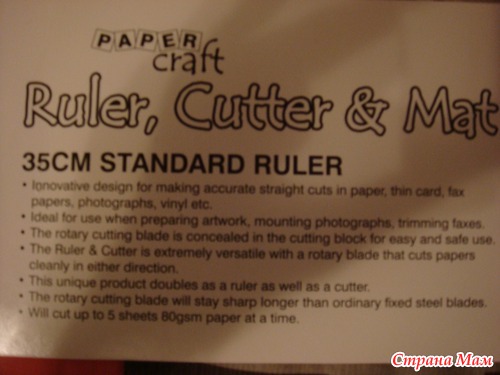 PAPER
craft
Ruler, Cutter & Mat
35CM STANDARD RULER
• Innovative design for making accurate straight cuts in paper, thin card, fax
papers, photographs, vinyl etc.
• Ideal for use when preparing artwork, mounting photographs, trimming faxes.
• The rotary cutting blade is concealed in the cutting block for easy and safe use.
• The Ruler & Cutter is extremely versatile with a rotary blade that cuts papers
cleanly in either direction.
• This unique product doubles as a ruler as well as a cutter.
• The rotary cutting blade will stay sharp longer than ordinary fixed steel blades.
• Will cut up to 5 sheets 80gsm paper at a time.
Страна Мам